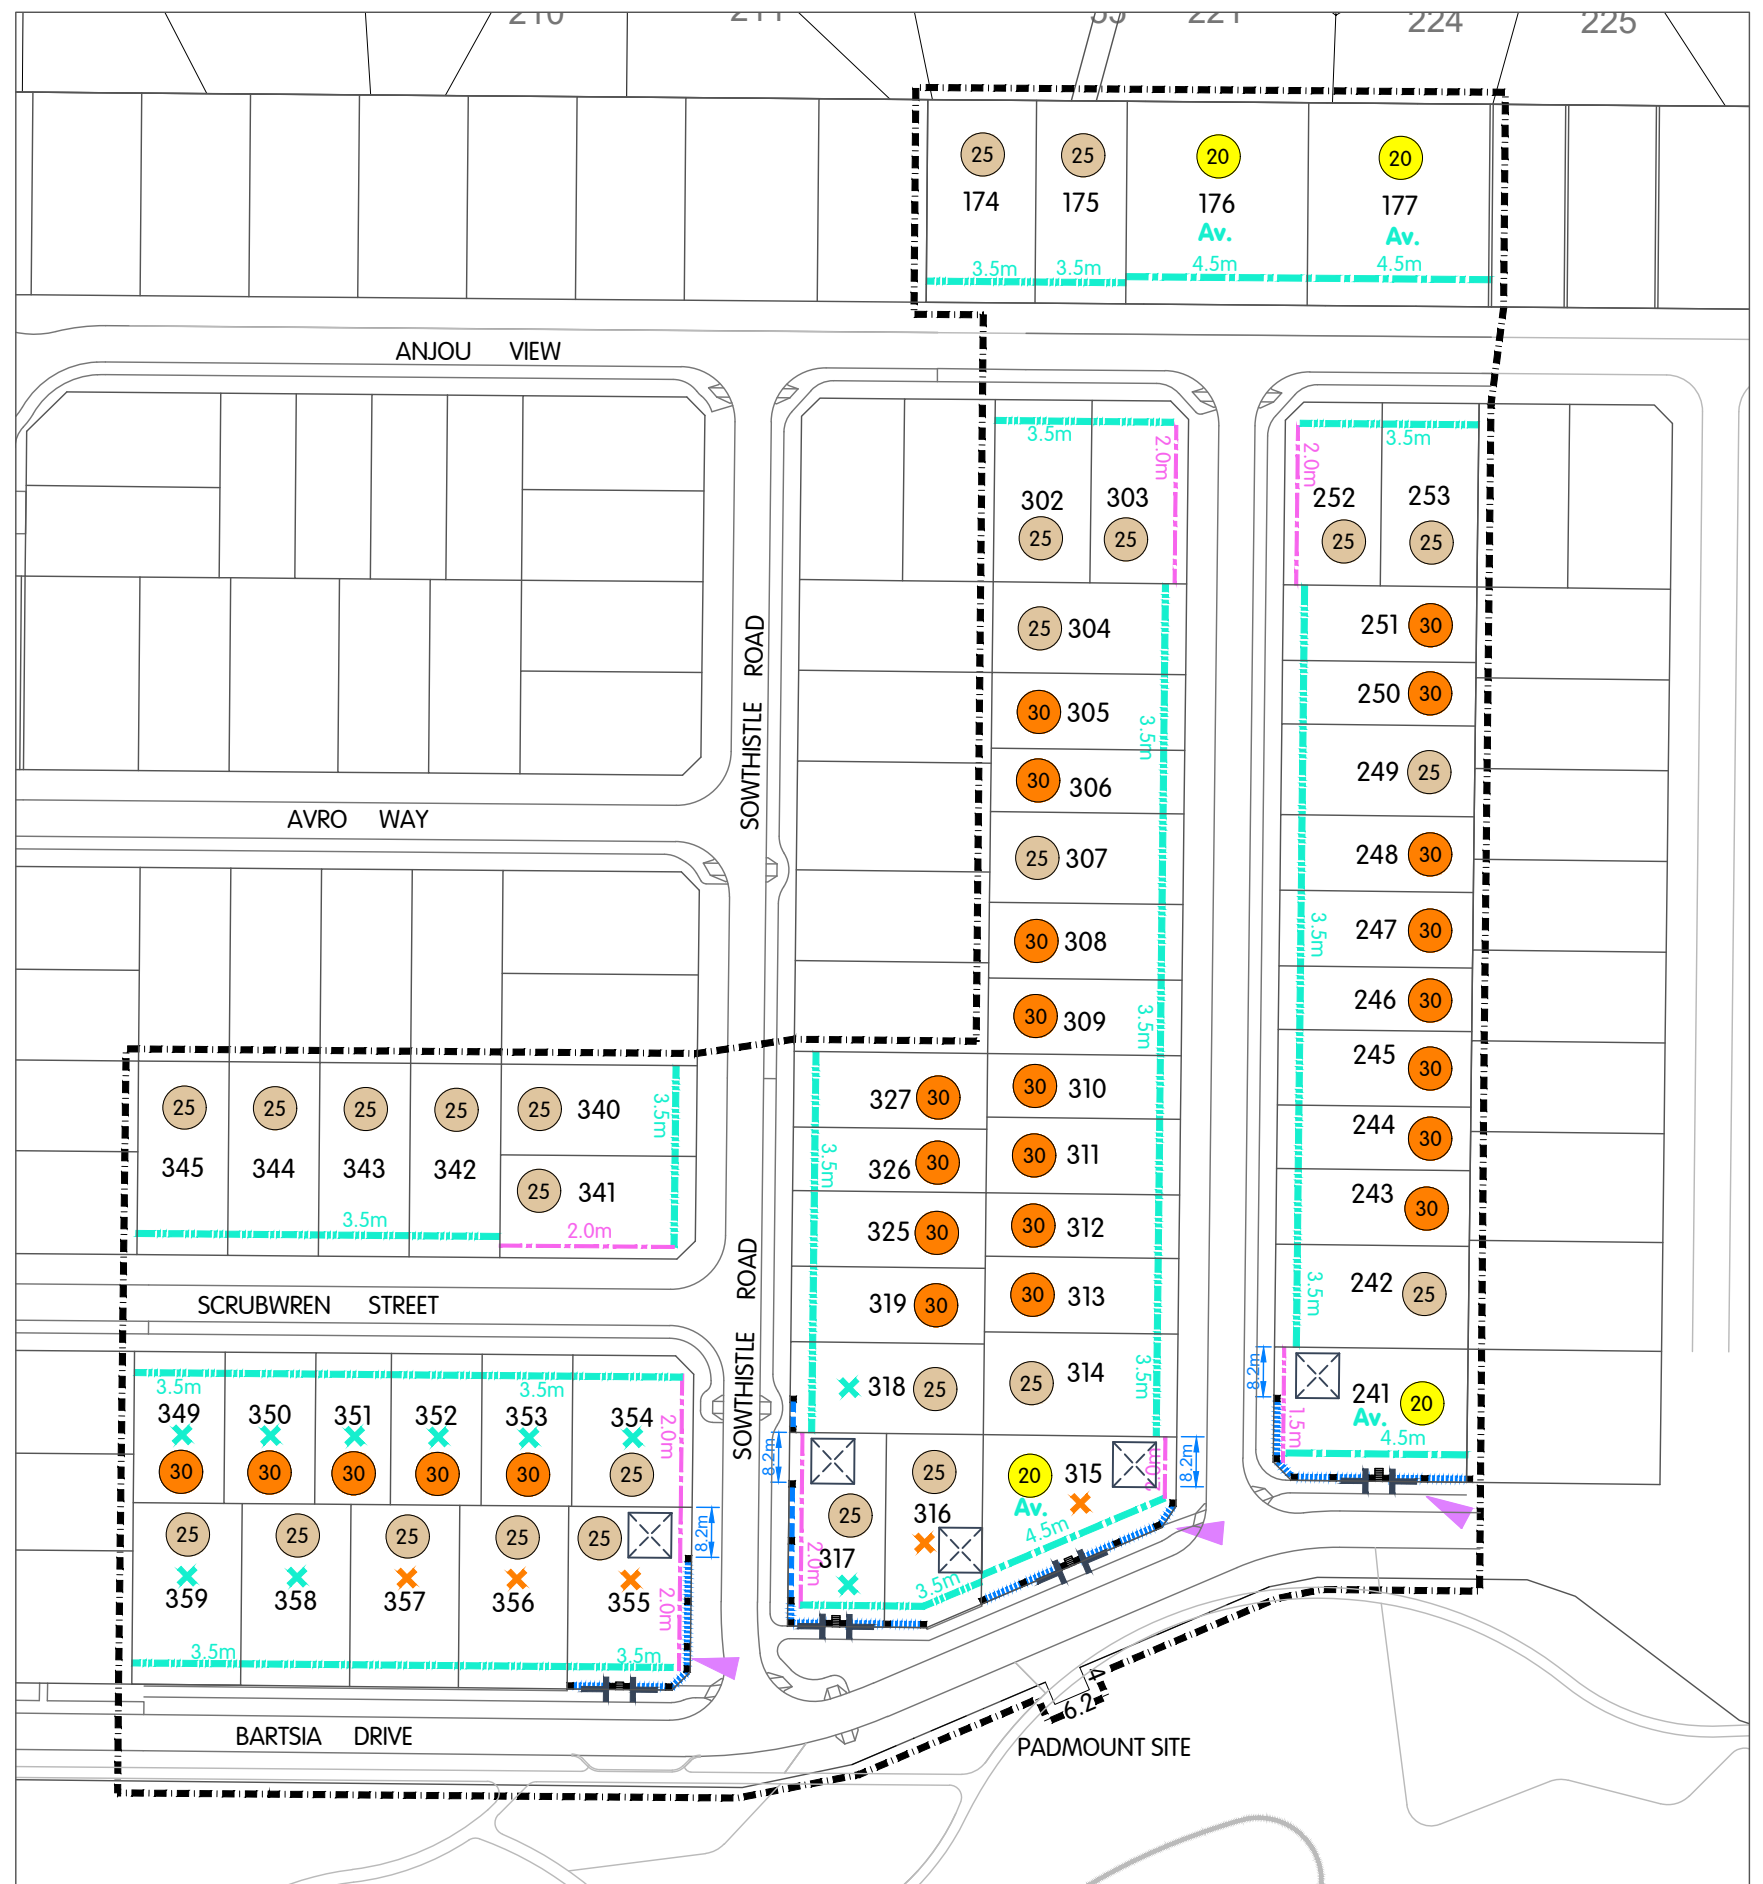 210 211 55 221 224 225
25 25 20 20
174 175 176 177
Av. Av.
3.5m 3.5m 4.5m 4.5m
ANJOU VIEW
3.5m 2.0m 2.0m 3.5m
302 303 252 253
25 25 25 25
25 304 251 30
30 305 250 30
3.5m
30 306 249 25
SOWTHISTLE ROAD
AVRO WAY
25 307 248 30
30 308 247 30
3.5m
30 309 246 30
3.5m
327 30 30 310 245 30
25 25 25 25 25 340
3.5m
345 344 343 342
326 30 30 311 244 30
3.5m
25 341
243 30
3.5m 2.0m
325 30 30 312
SCRUBWREN STREET
319 30 30 313 242 25
3.5m
SOWTHISTLE ROAD
3.5m 3.5m
318 25 25 314
3.5m
8.2m
349 350 351 352 353 354
2.0m
241 20
Av.
1.5m
4.5m
30 30 30 30 30 25
8.2m 25 20 315 8.2m
Av.
4.5m
25 25 25 25 25
8.2m
25 316
2.0m 317
3.5m
359 358 357 356 355
2.0m
3.5m 3.5m
BARTSIA DRIVE
4
6.2
PADMOUNT SITE